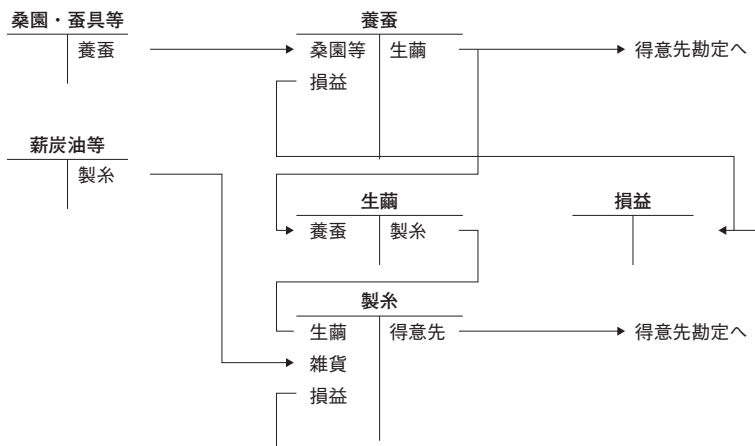 桑園・蚕具等
養蚕
養蚕
桑園等 生繭
得意先勘定へ
損益
薪炭油等
製糸
生繭
養蚕 製糸
損益
製糸
生繭 得意先
得意先勘定へ
雑貨
損益